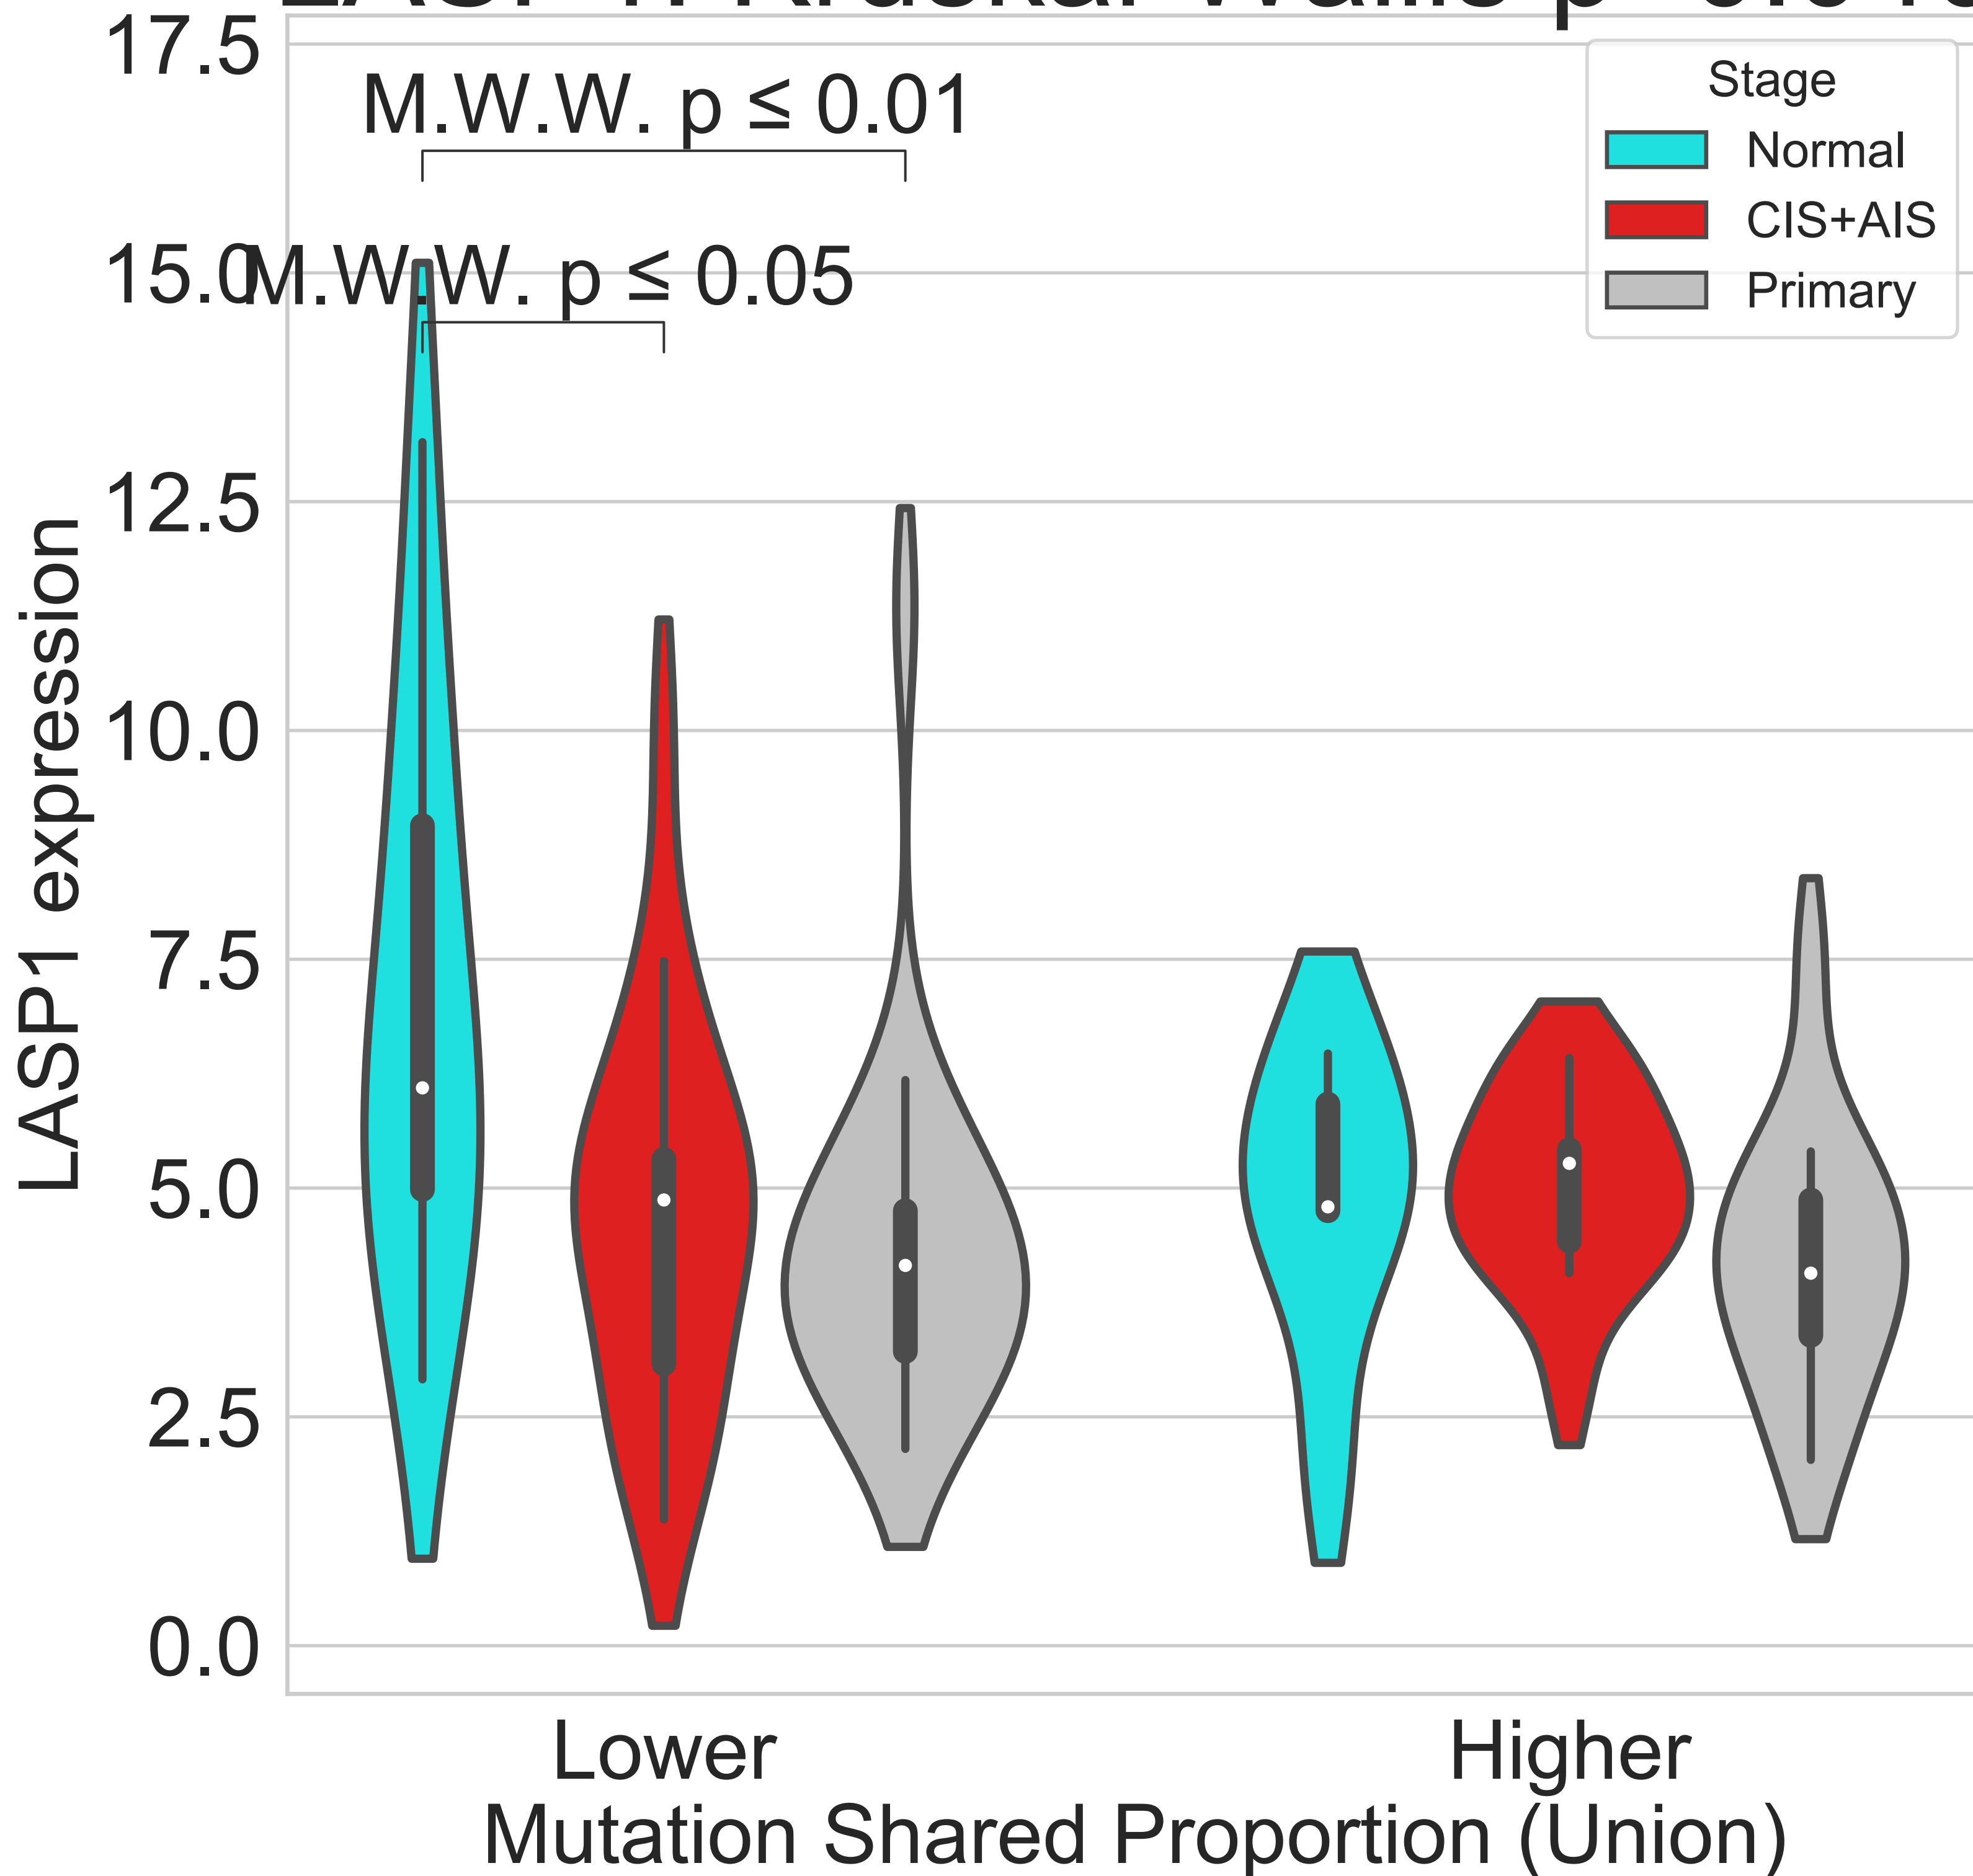 17.5
15.0
12.5
10.0
7.5
5.0
2.5
0.0
LASP1 expression
M.W.W. p ≤ 0.01
M.W.W. p ≤ 0.05
Stage
Normal
CIS+AIS
Primary
Lower
Higher
Mutation Shared Proportion (Union)